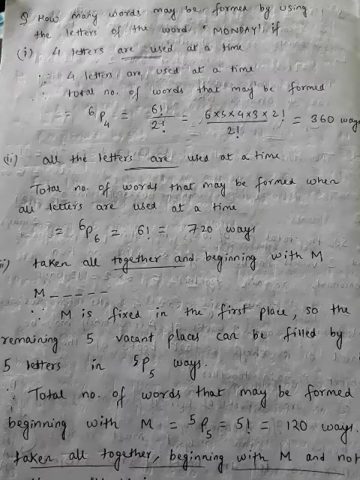 Q How many words may be formed by using
the letters of the word "MONDAY" if
(i) 4 letters are used at a time
∵ 4 letters are used at a time
∴ total no. of words that may be formed
= ⁶P₄ = 6!/2! = 6×5×4×3×2!/2! = 360 ways
(ii) all the letters are used at a time
Total no. of words that may be formed when
all letters are used at a time
= ⁶P₆ = 6! = 720 ways
ii) taken all together and beginning with M
M _ _ _ _ _
∵ M is fixed in the first place, so the
remaining 5 vacant places can be filled by
5 letters in ⁵P₅ ways.
∴ Total no. of words that may be formed
beginning with M = ⁵P₅ = 5! = 120 ways.
taken all together, beginning with M and not